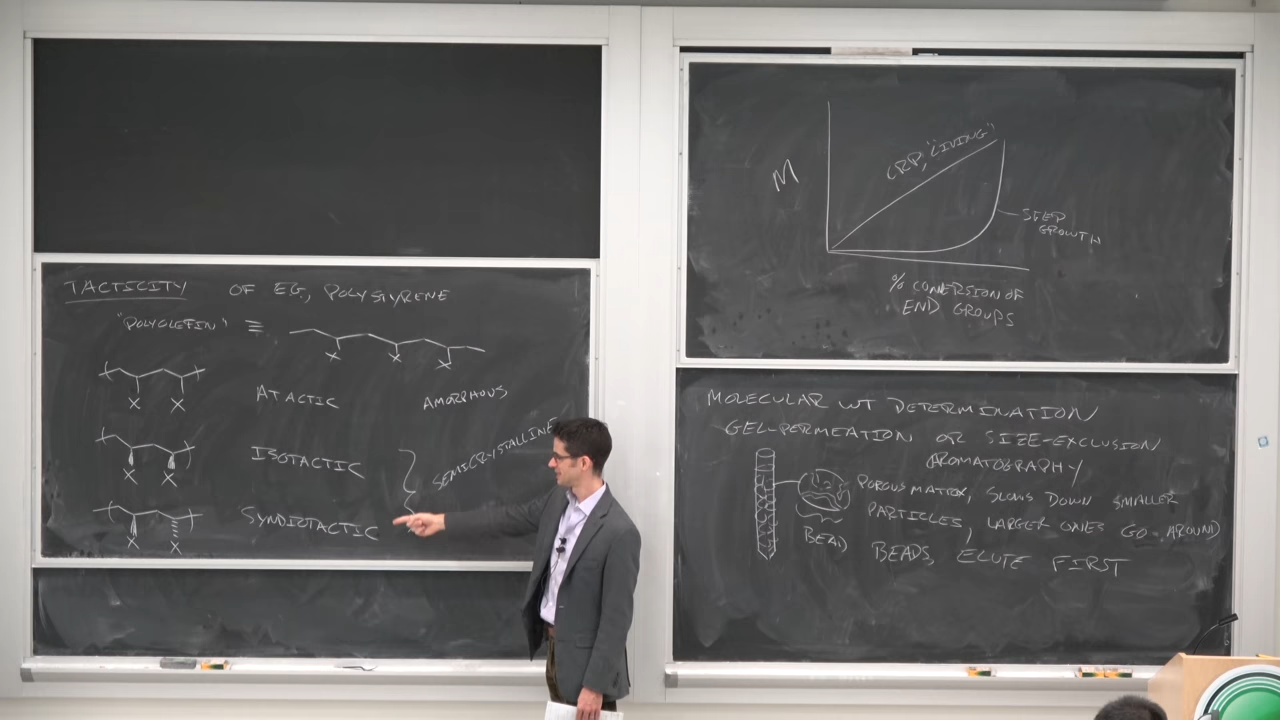 TACTICITY OF EG., POLYSTYRENE
"POLYOLEFIN" ≡
X X X
X X
ATACTIC AMORPHOUS
X X
ISOTACTIC
SEMICRYSTALLINE
X X
SYNDIOTACTIC
M
CRP, "LIVING"
STEP
GROWTH
% CONERSION OF
END GROUPS
MOLECULAR WT DETERMINATION
GEL-PERMEATION OR SIZE-EXCLUSION
CHROMATOGRAPHY
POROUS MATRIX, SLOWS DOWN SMALLER
PARTICLES, LARGER ONES GO AROUND
BEAD
BEADS, ELUTE FIRST